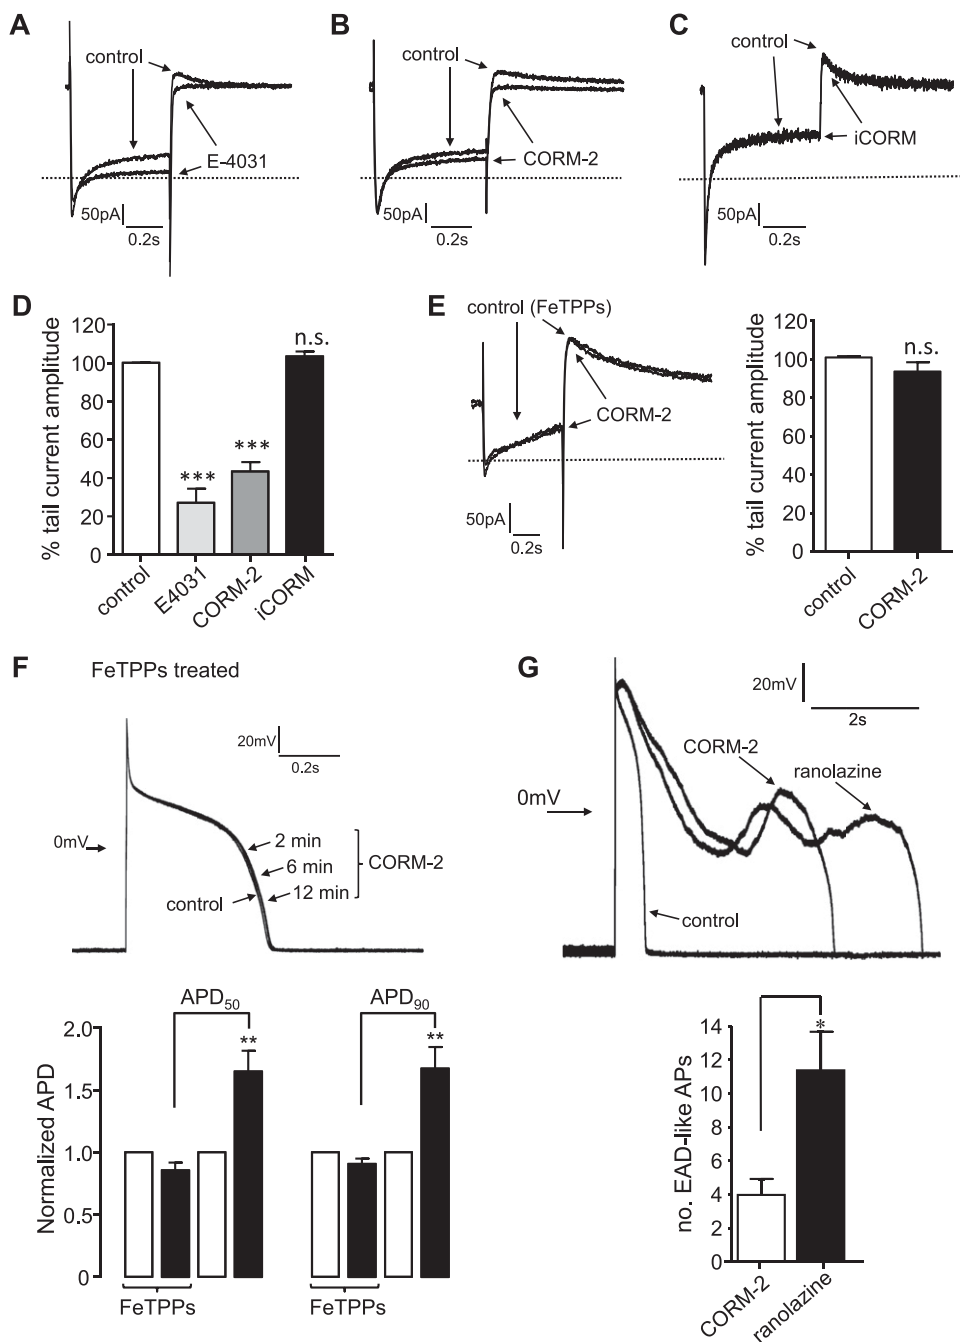 A
control
E-4031
50pA
0.2s
B
control
CORM-2
50pA
0.2s
C
control
iCORM
50pA
0.2s
D
% tail current amplitude
120
100
80
60
40
20
0
***
***
n.s.
control
E4031
CORM-2
iCORM
E
control (FeTPPs)
CORM-2
50pA
0.2s
% tail current amplitude
120
100
80
60
40
20
0
n.s.
control
CORM-2
F
FeTPPs treated
20mV
0.2s
0mV
2 min
6 min
12 min
CORM-2
control
Normalized APD
2.0
1.5
1.0
0.5
0
APD50
**
APD90
**
FeTPPs
FeTPPs
G
20mV
2s
CORM-2
ranolazine
0mV
control
no. EAD-like APs
14
12
10
8
6
4
2
0
*
CORM-2
ranolazine